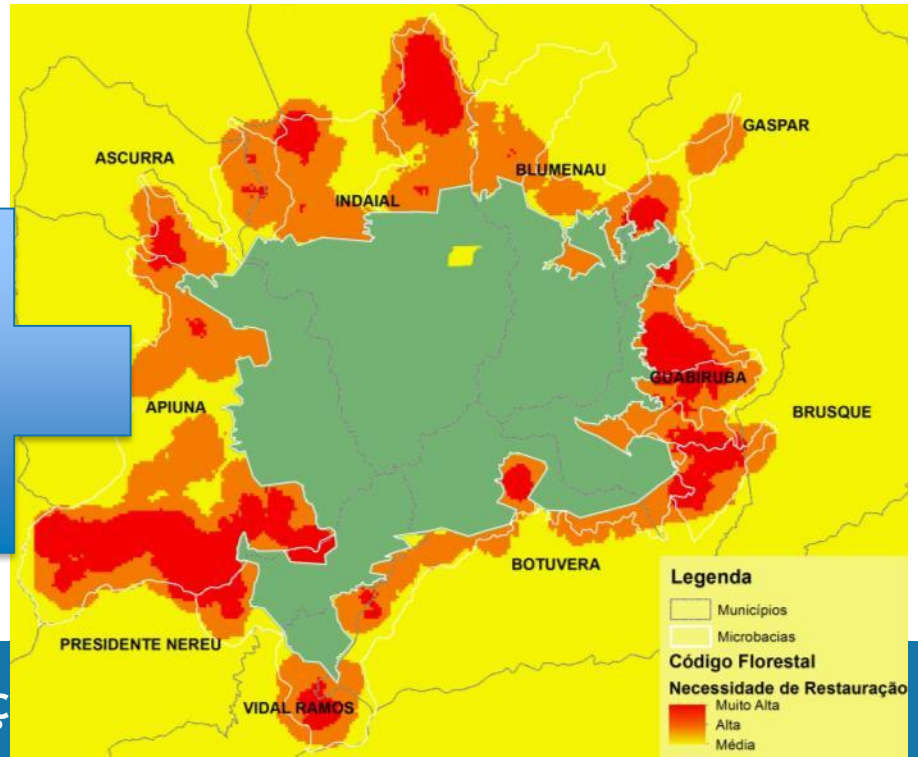 GASPAR
ASCURRA
BLUMENAU
INDAIAL
GUABIRUBA
APIUNA
BRUSQUE
BOTUVERA
PRESIDENTE NEREU
VIDAL RAMOS
Legenda
Municípios
Microbacias
Código Florestal
Necessidade de Restauração
Muito Alta
Alta
Média